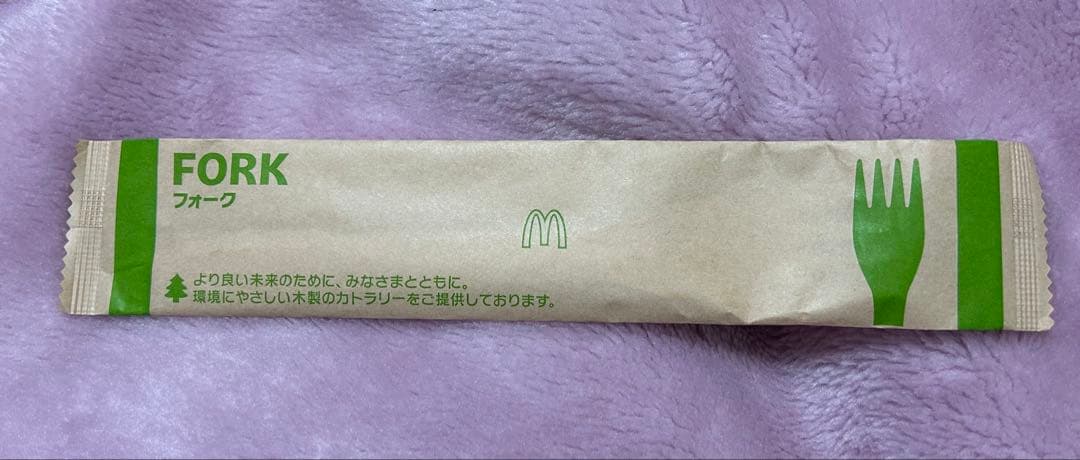 FORK
フォーク
より良い未来のために、みなさまとともに。
環境にやさしい木製のカトラリーをご提供しております。